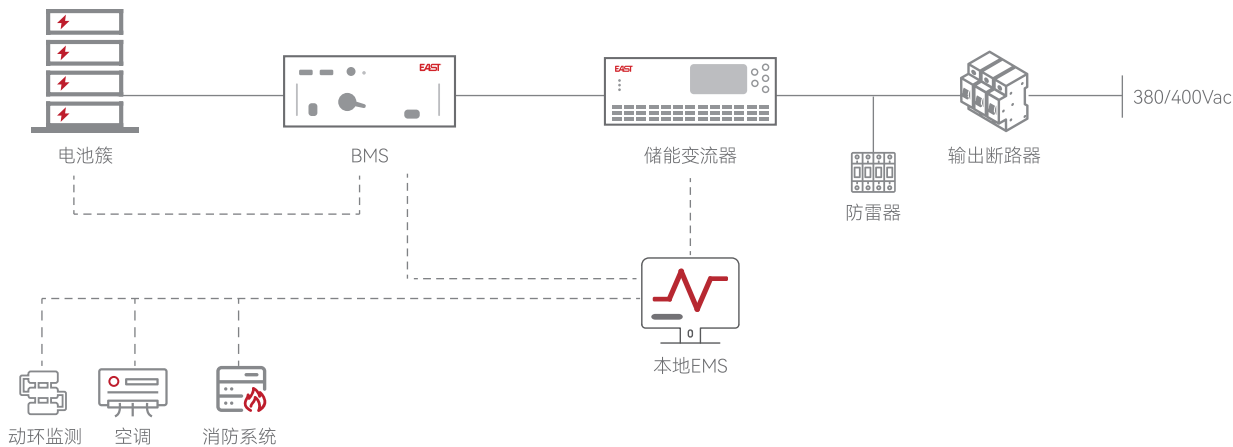 EAST
EAST
380/400Vac
电池簇
BMS
储能变流器
输出断路器
防雷器
本地EMS
动环监测
空调
消防系统